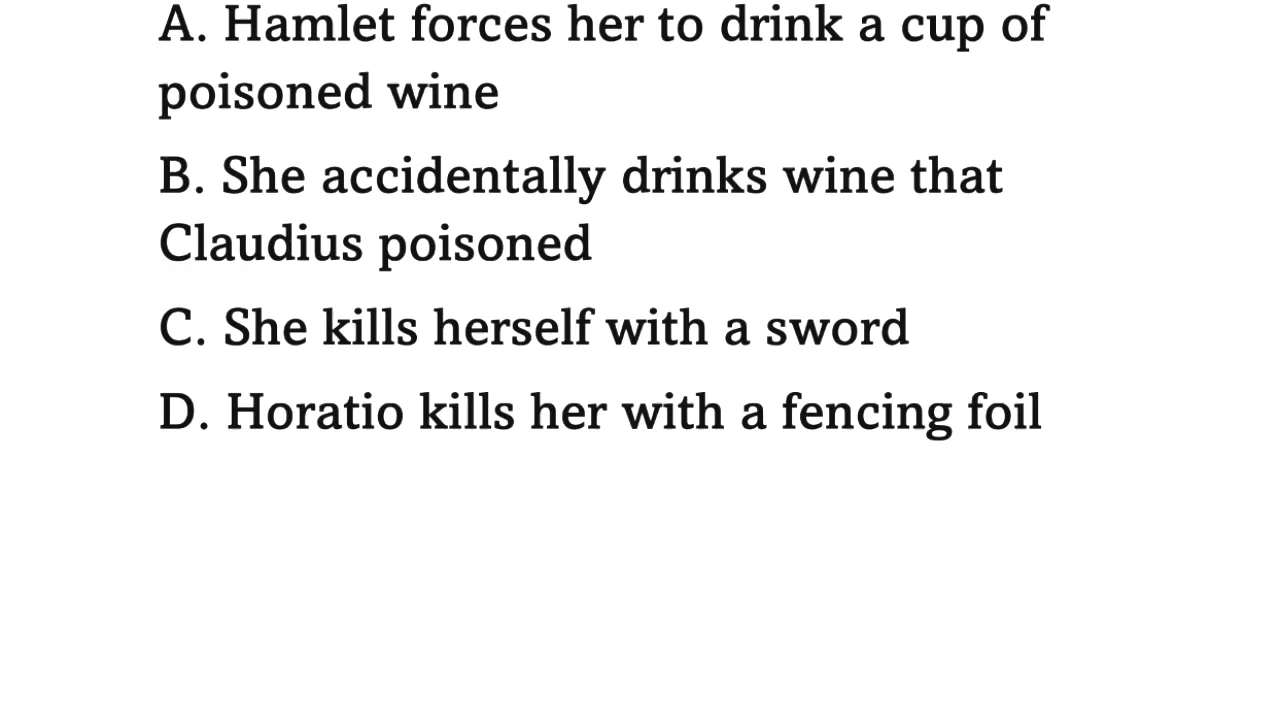 A. Hamlet forces her to drink a cup of
poisoned wine
B. She accidentally drinks wine that
Claudius poisoned
C. She kills herself with a sword
D. Horatio kills her with a fencing foil